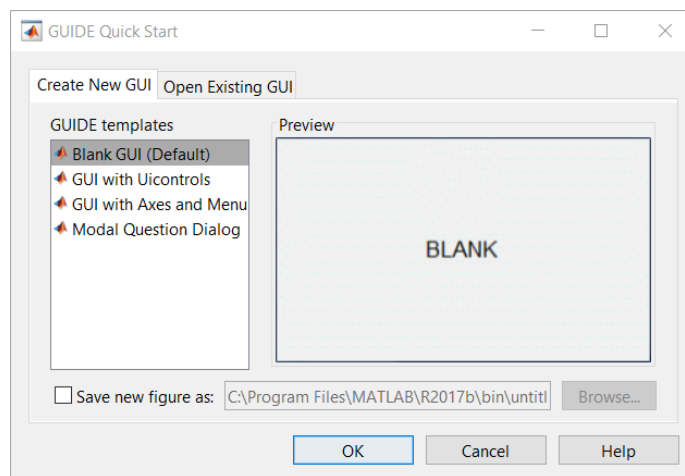 GUIDE Quick Start
Create New GUI
Open Existing GUI
GUIDE templates
Blank GUI (Default)
GUI with Uicontrols
GUI with Axes and Menu
Modal Question Dialog
Preview
BLANK
Save new figure as:
C:\Program Files\MATLAB\R2017b\bin\untitl
Browse...
OK
Cancel
Help